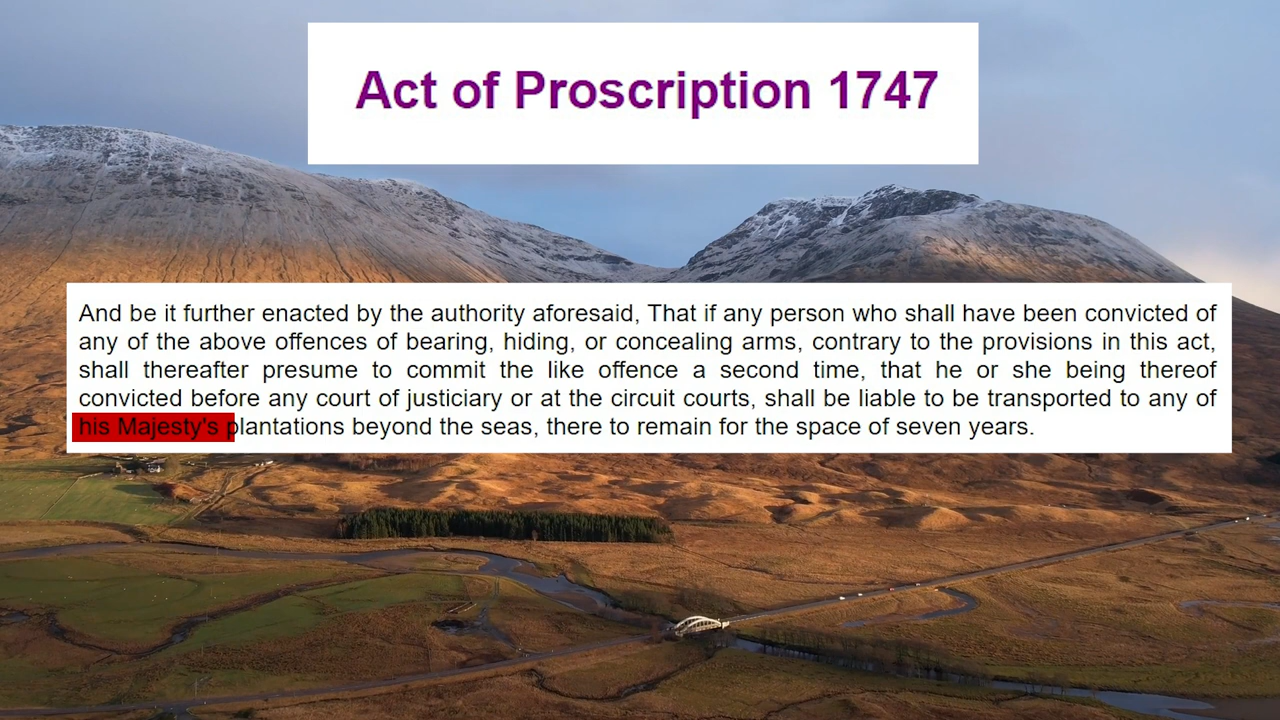 Act of Proscription 1747
And be it further enacted by the authority aforesaid, That if any person who shall have been convicted of
any of the above offences of bearing, hiding, or concealing arms, contrary to the provisions in this act,
shall thereafter presume to commit the like offence a second time, that he or she being thereof
convicted before any court of justiciary or at the circuit courts, shall be liable to be transported to any of
his Majesty's plantations beyond the seas, there to remain for the space of seven years.